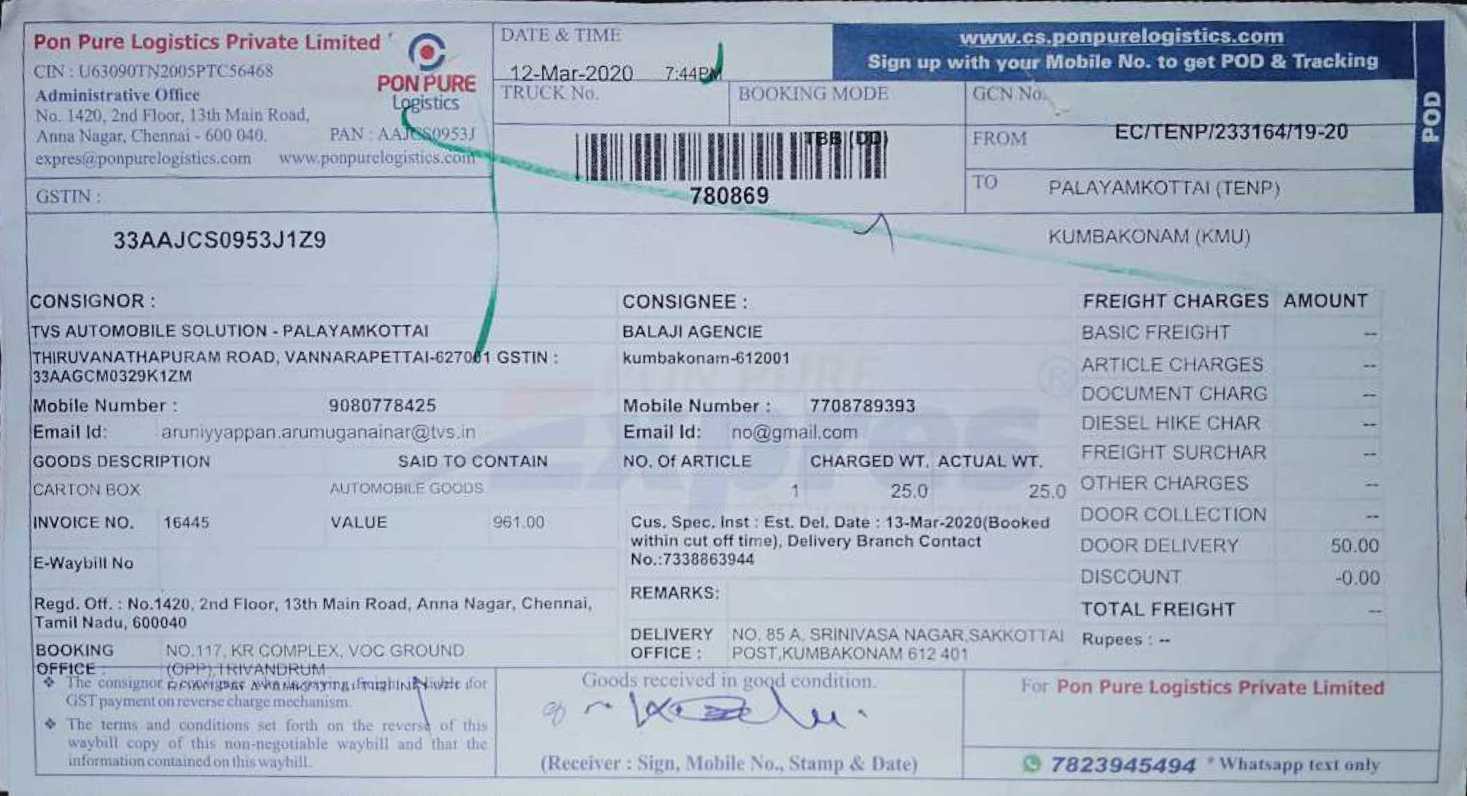 Pon Pure Logistics Private Limited
CIN : U63090TN2005PTC56468
Administrative Office
No. 1420, 2nd Floor, 13th Main Road,
Anna Nagar, Chennai - 600 040. PAN : AAJCS0953J
expres@ponpurelogistics.com www.ponpurelogistics.com
PON PURE
Logistics
GSTIN :
33AAJCS0953J1Z9
DATE & TIME
12-Mar-2020 7:44PM
TRUCK No. BOOKING MODE
TBB (DD)
780869
www.cs.ponpurelogistics.com
Sign up with your Mobile No. to get POD & Tracking
POD
GCN No.
EC/TENP/233164/19-20
FROM
PALAYAMKOTTAI (TENP)
TO
KUMBAKONAM (KMU)
CONSIGNOR :
TVS AUTOMOBILE SOLUTION - PALAYAMKOTTAI
THIRUVANATHAPURAM ROAD, VANNARAPETTAI-627001 GSTIN :
33AAGCM0329K1ZM
Mobile Number : 9080778425
Email Id: aruniyyappan.arumuganainar@tvs.in
CONSIGNEE :
BALAJI AGENCIE
kumbakonam-612001
Mobile Number : 7708789393
Email Id: no@gmail.com
GOODS DESCRIPTION SAID TO CONTAIN NO. Of ARTICLE CHARGED WT. ACTUAL WT.
CARTON BOX AUTOMOBILE GOODS 1 25.0 25.0
INVOICE NO. 16445 VALUE 961.00
E-Waybill No
Cus. Spec. Inst : Est. Del. Date : 13-Mar-2020(Booked
within cut off time), Delivery Branch Contact
No.:7338863944
REMARKS:
Regd. Off. : No.1420, 2nd Floor, 13th Main Road, Anna Nagar, Chennai,
Tamil Nadu, 600040
BOOKING OFFICE : NO.117, KR COMPLEX, VOC GROUND
(OPP),TRIVANDRUM
DELIVERY OFFICE : NO. 85 A, SRINIVASA NAGAR,SAKKOTTAI
POST,KUMBAKONAM 612 401
FREIGHT CHARGES AMOUNT
BASIC FREIGHT --
ARTICLE CHARGES --
DOCUMENT CHARG --
DIESEL HIKE CHAR --
FREIGHT SURCHAR --
OTHER CHARGES --
DOOR COLLECTION --
DOOR DELIVERY 50.00
DISCOUNT -0.00
TOTAL FREIGHT --
Rupees : --
PON PURE
Expres ®
❖ The consignor for
GST payment on reverse charge mechanism.
❖ The terms and conditions set forth on the reverse of this
waybill copy of this non-negotiable waybill and that the
information contained on this waybill.
Goods received in good condition.
(Receiver : Sign, Mobile No., Stamp & Date)
For Pon Pure Logistics Private Limited
7823945494 * Whatsapp text only